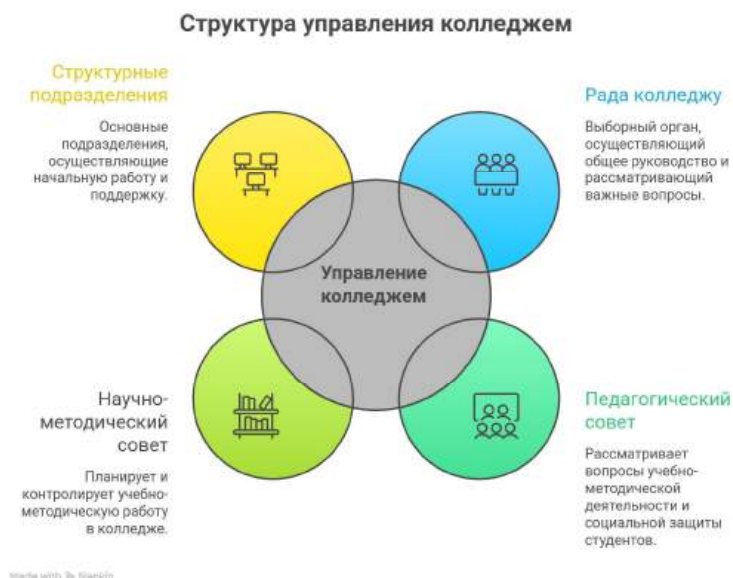 Структура управления колледжем
Структурные
подразделения
Основные
подразделения,
осуществляющие
начальную работу и
поддержку.
Рада колледжу
Выборный орган,
осуществляющий
общее руководство и
рассматривающий
важные вопросы.
Управление
колледжем
Научно-
методический
совет
Планирует и
контролирует учебно-
методическую работу
в колледже.
Педагогический
совет
Рассматривает
вопросы учебно-
методической
деятельности и
социальной защиты
студентов.
Made with Napkin